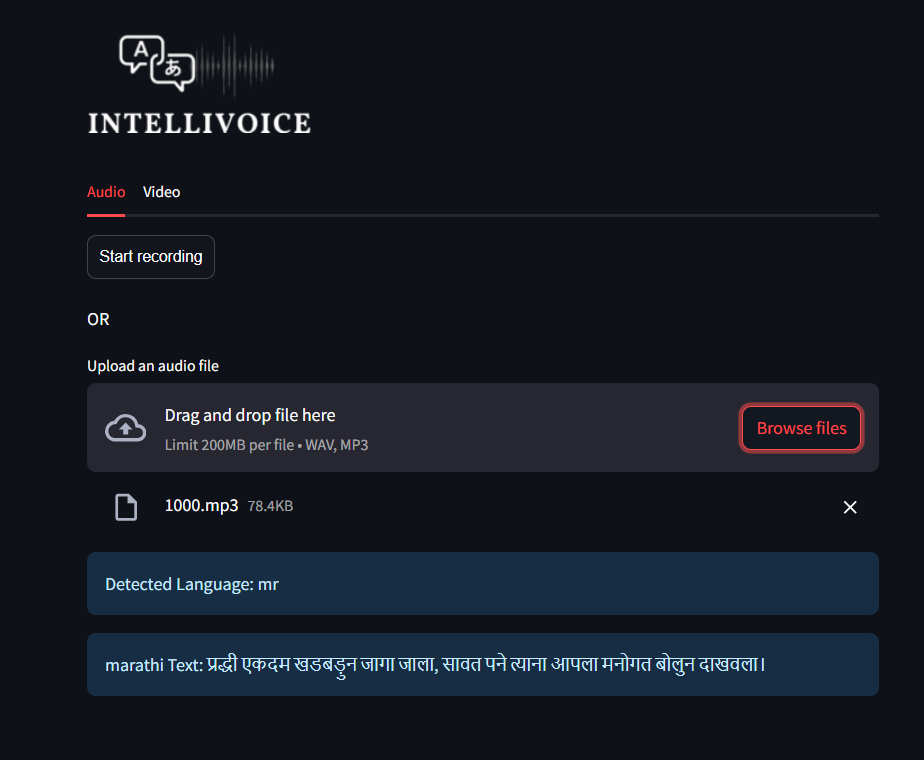 A
あ
INTELLIVOICE
Audio Video
Start recording
OR
Upload an audio file
Drag and drop file here
Limit 200MB per file • WAV, MP3
Browse files
1000.mp3 78.4KB
Detected Language: mr
marathi Text: प्रद्धी एकदम खडबड़ुन जागा जाला, सावत पने त्याना आपला मनोगत बोलुन दाखवला।